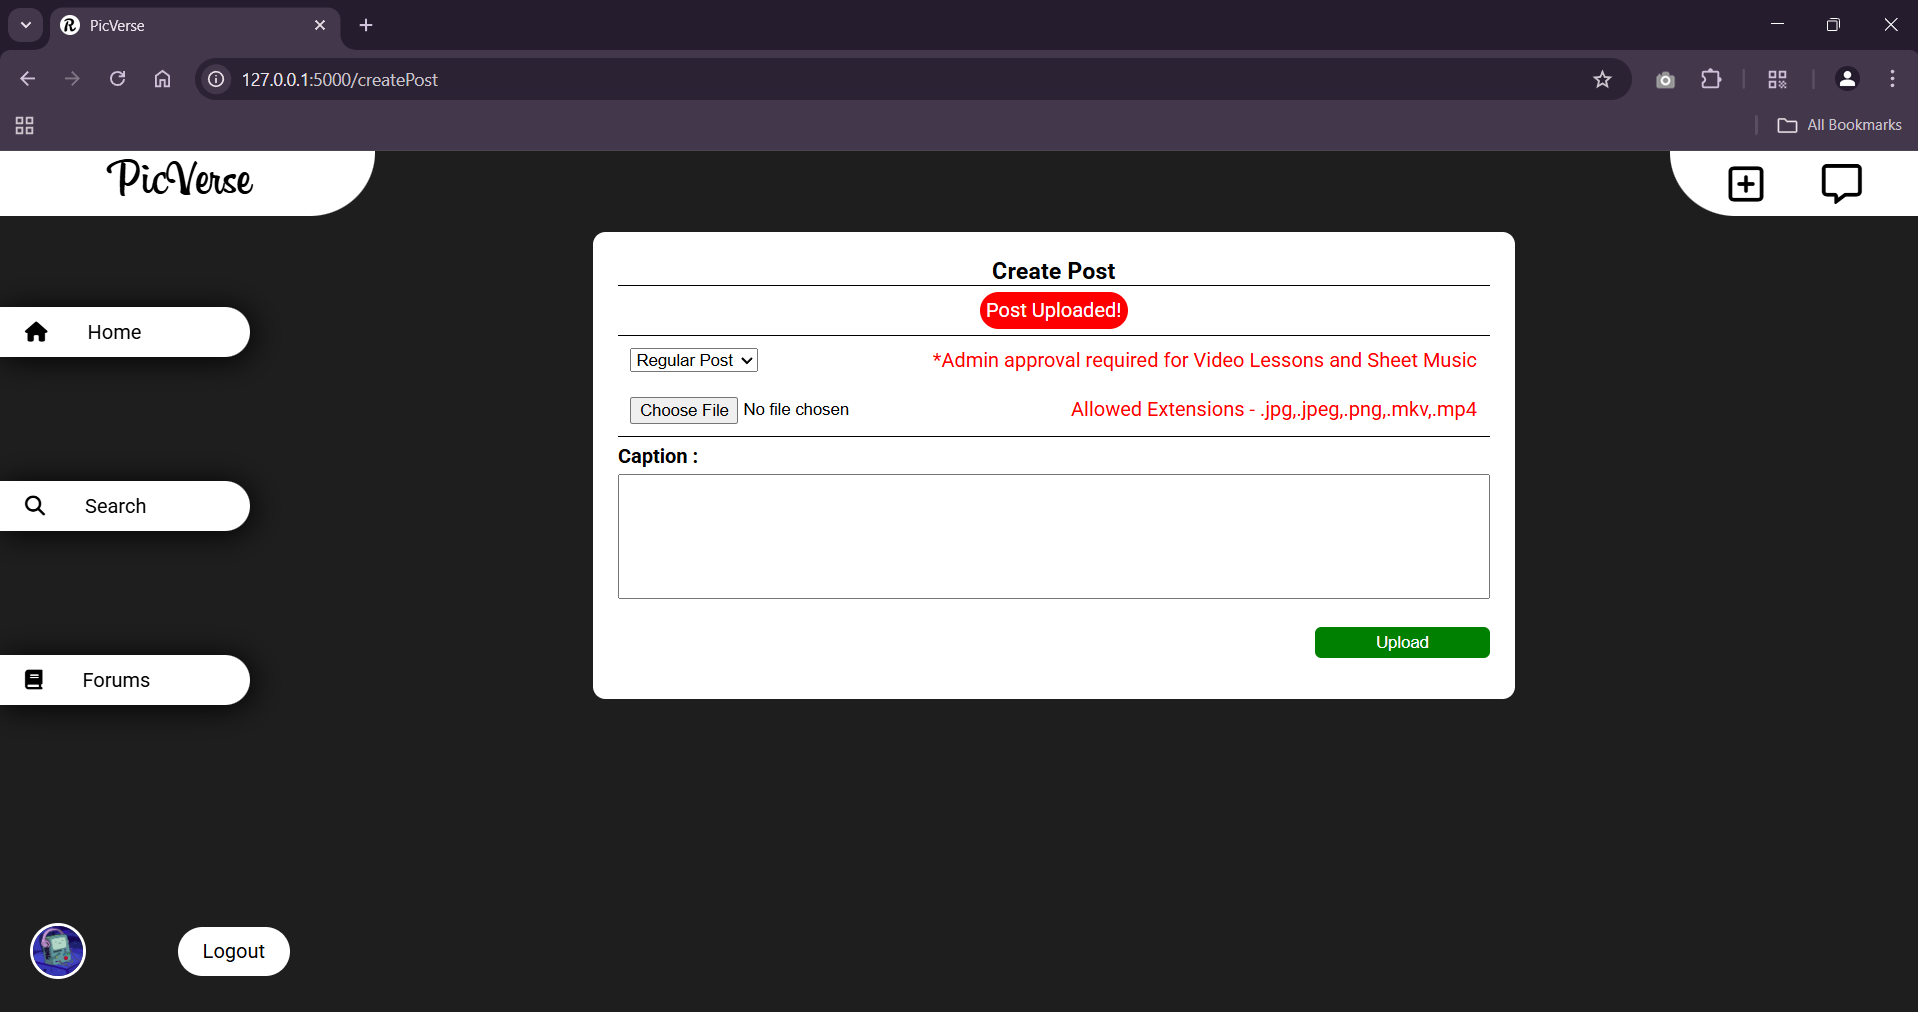 PicVerse
127.0.0.1:5000/createPost
All Bookmarks
PicVerse
Create Post
Post Uploaded!
Regular Post
*Admin approval required for Video Lessons and Sheet Music
Choose File No file chosen
Allowed Extensions - .jpg,.jpeg,.png,.mkv,.mp4
Caption :
Upload
Home
Search
Forums
Logout